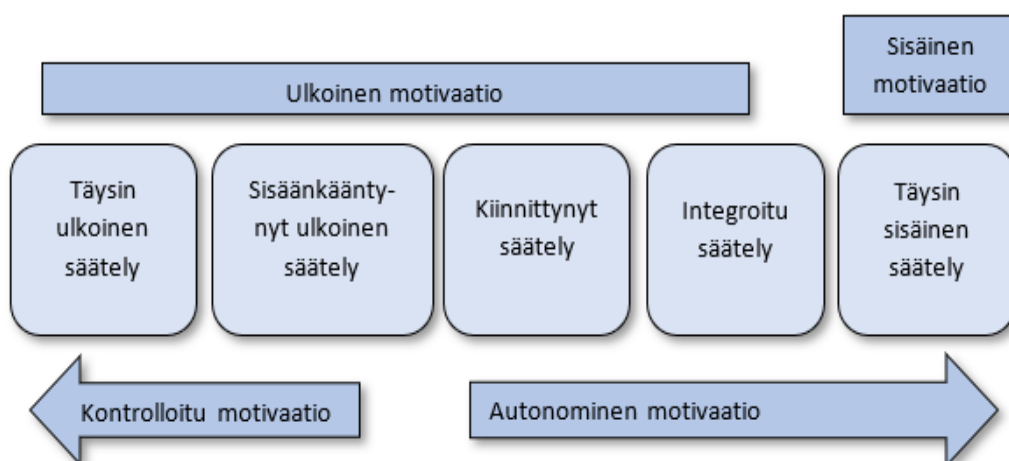 Sisäinen
motivaatio
Ulkoinen motivaatio
Täysin
ulkoinen
säätely
Sisäänkäänty-
nyt ulkoinen
säätely
Kiinnittynyt
säätely
Integroitu
säätely
Täysin
sisäinen
säätely
Kontrolloitu motivaatio
Autonominen motivaatio